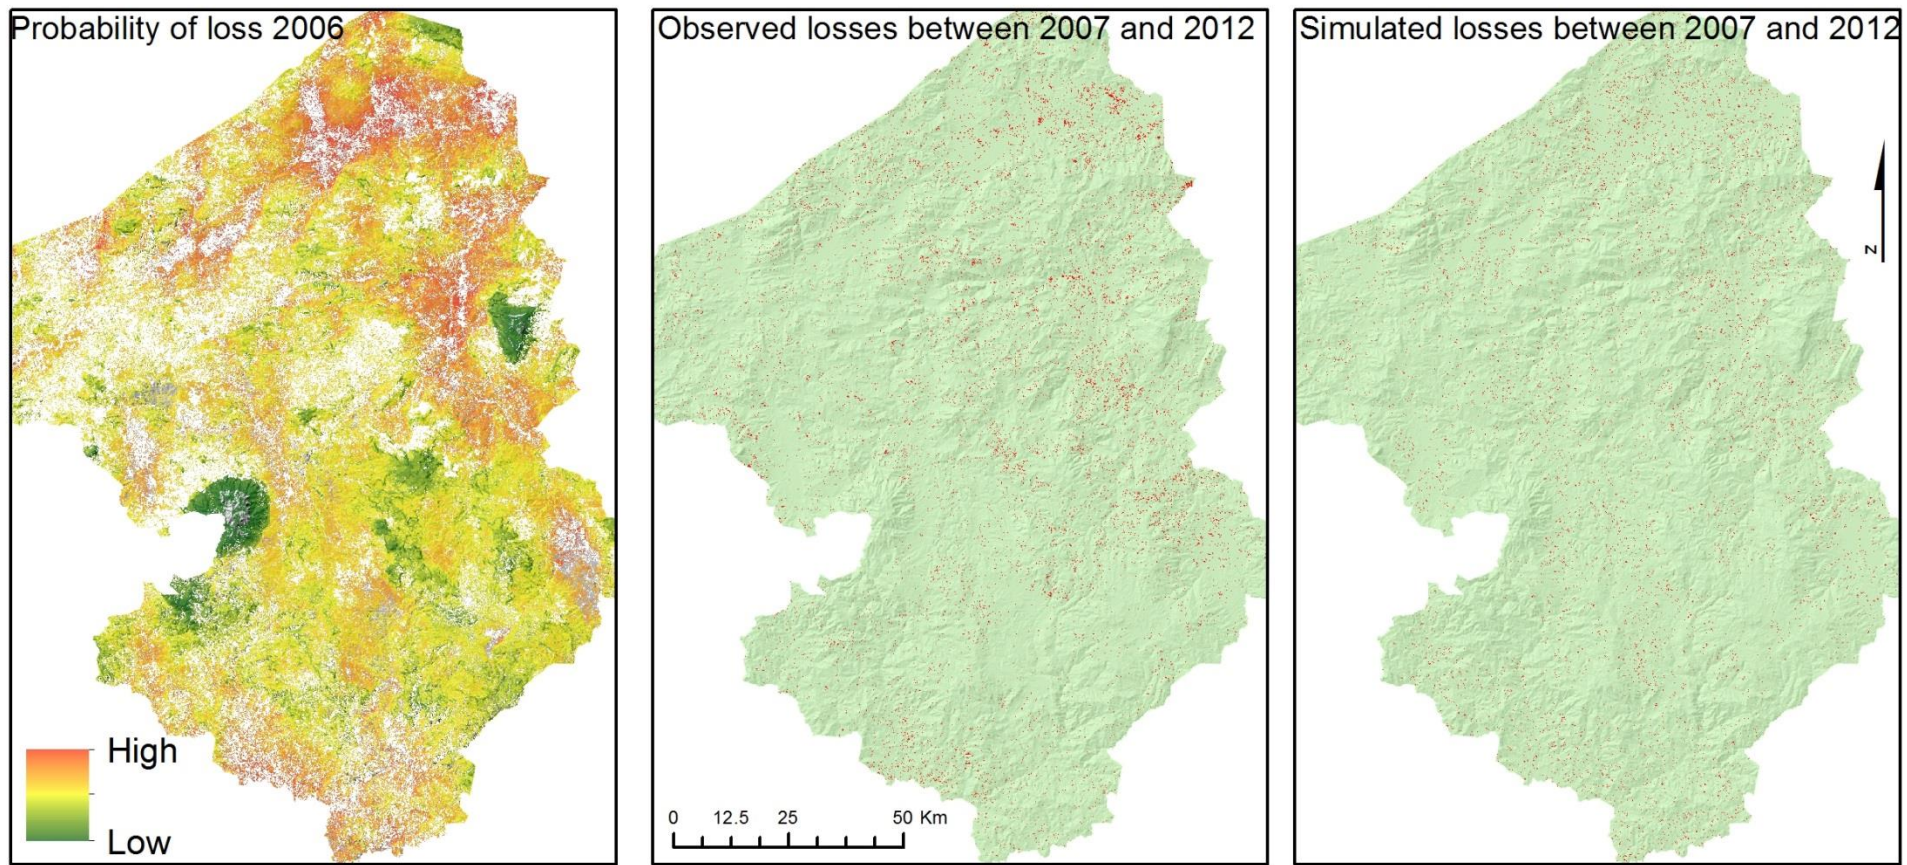 Probability of loss 2006
Observed losses between 2007 and 2012
Simulated losses between 2007 and 2012
N
High
Low
0 12.5 25 50 Km